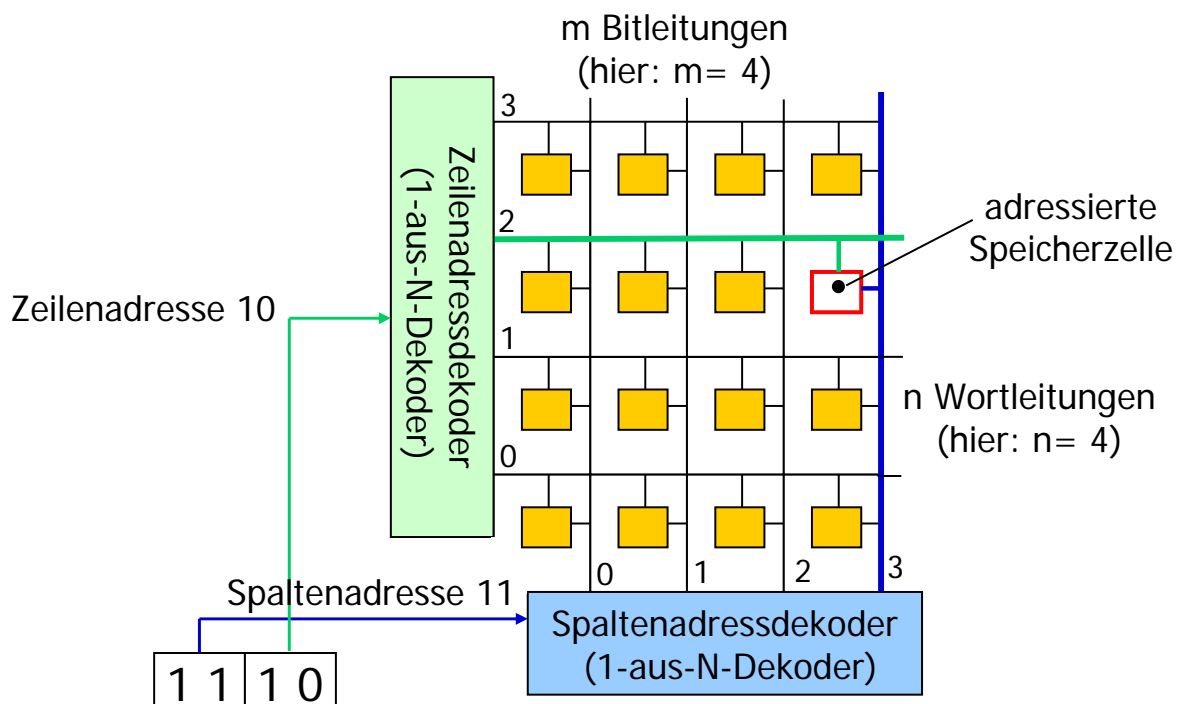 m Bitleitungen
(hier: m= 4)
3
Zeilenadressdekoder
(1-aus-N-Dekoder)
2
adressierte
Speicherzelle
Zeilenadresse 10
1
n Wortleitungen
(hier: n= 4)
0
0
1
2
3
Spaltenadresse 11
Spaltenadressdekoder
(1-aus-N-Dekoder)
1 1 1 0